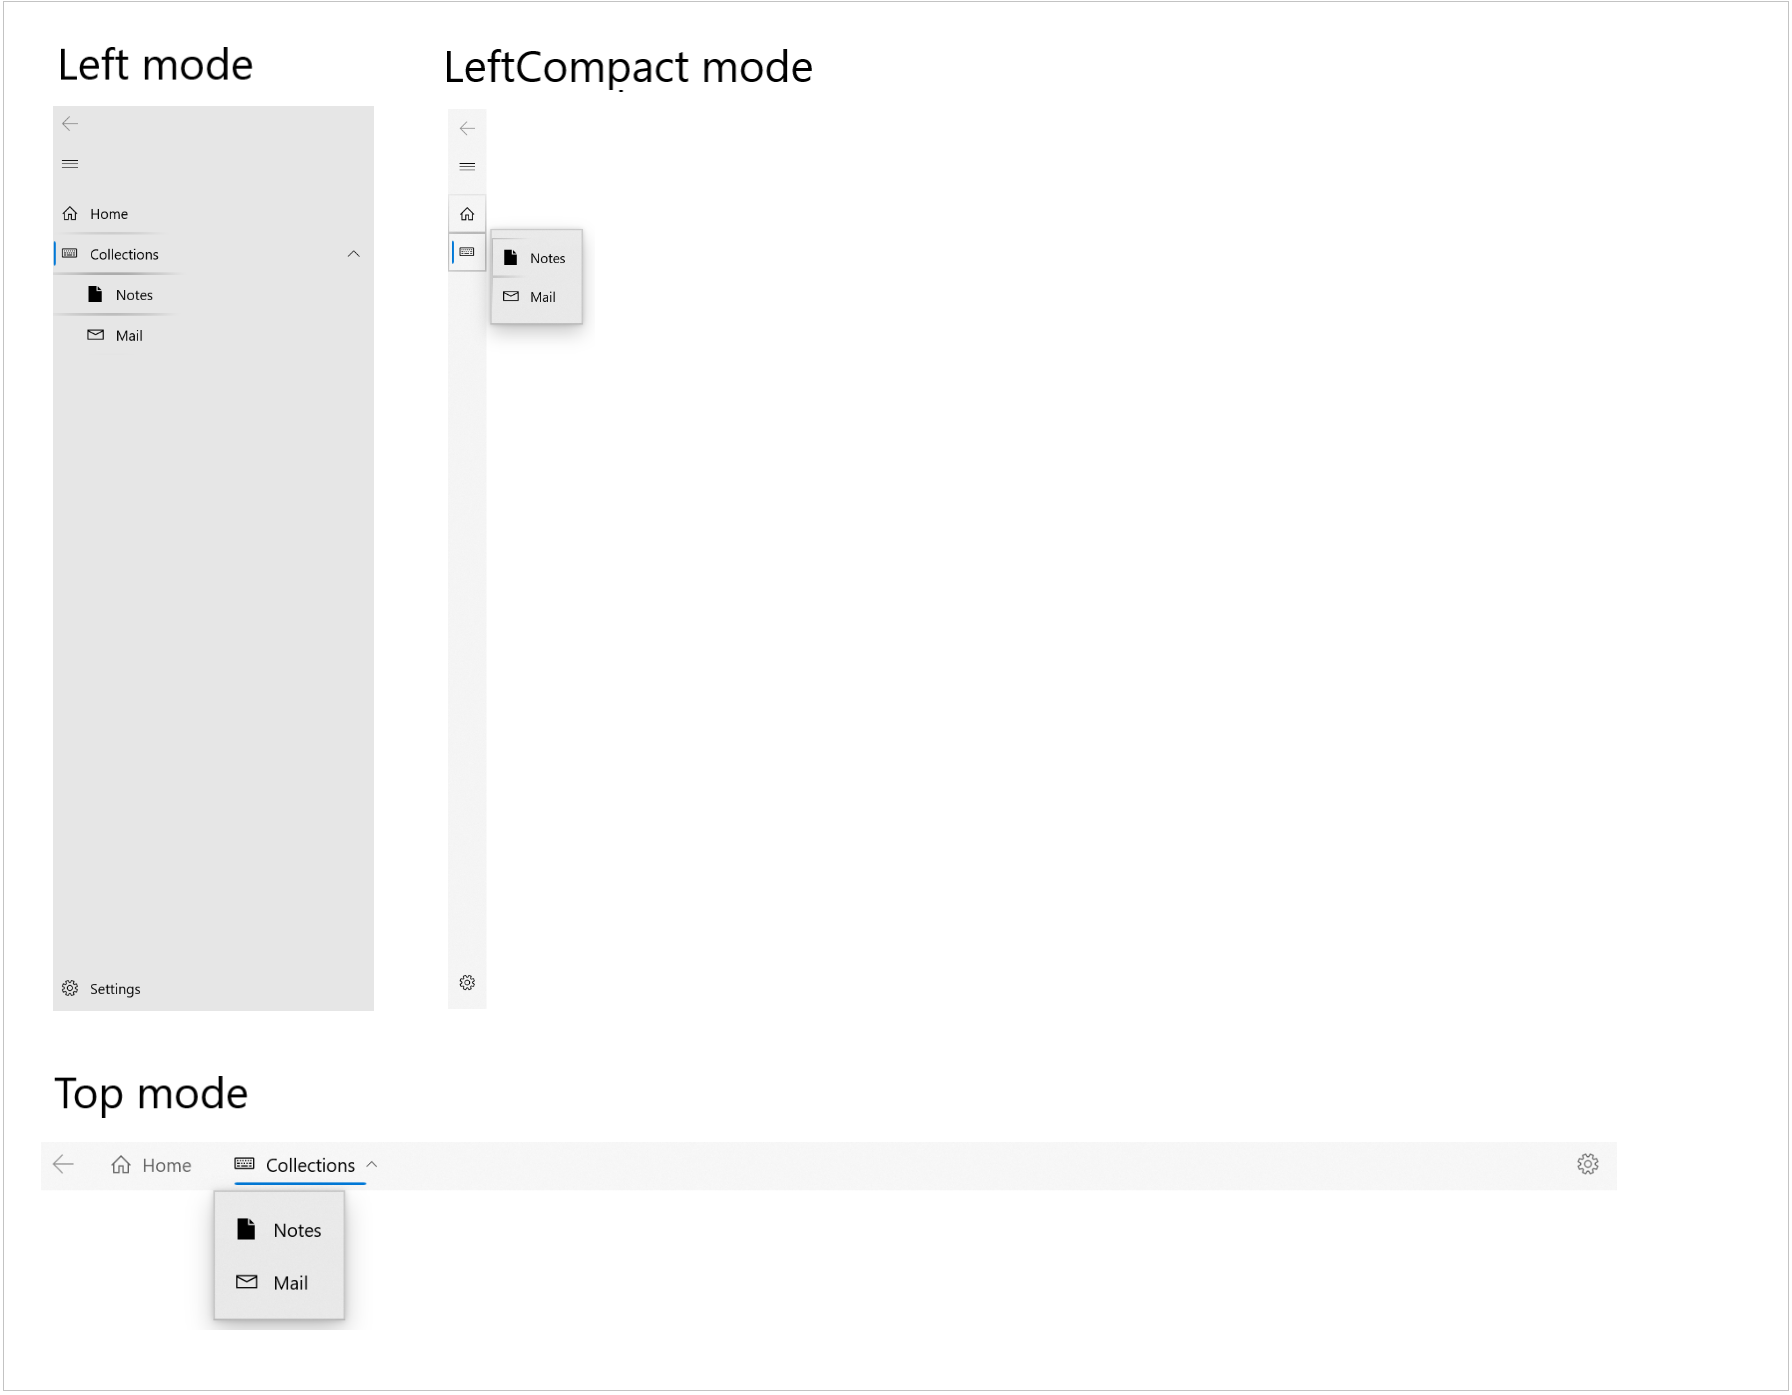 Left mode
LeftCompact mode
Home
Collections
Notes
Mail
Settings
Notes
Mail
Top mode
Home
Collections
Notes
Mail